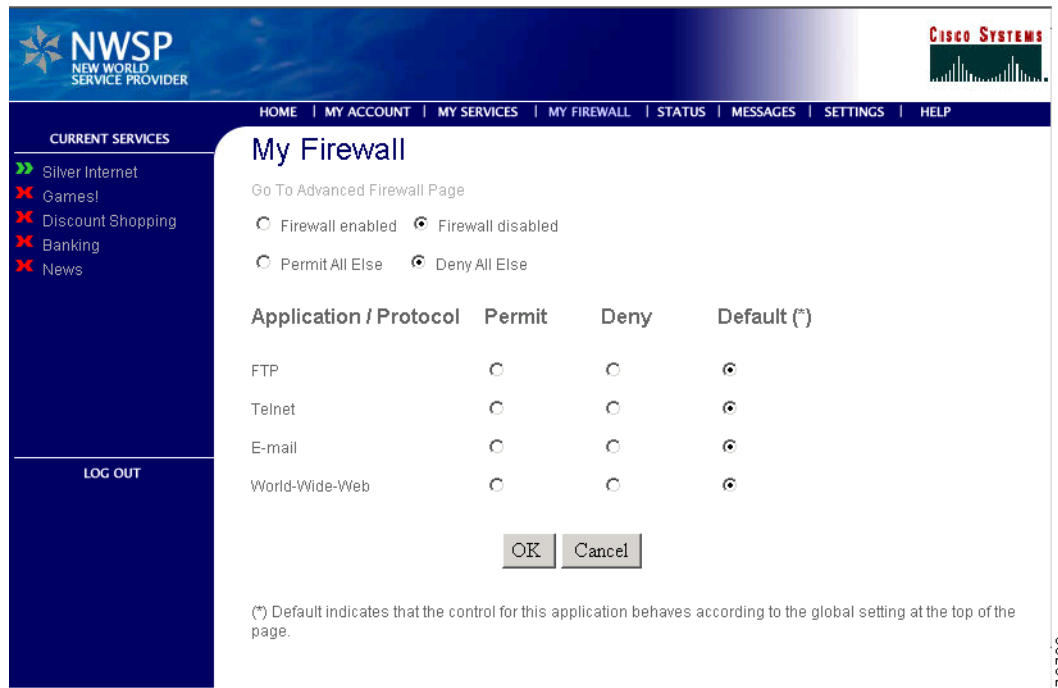 NWSP
NEW WORLD
SERVICE PROVIDER
CISCO SYSTEMS
HOME | MY ACCOUNT | MY SERVICES | MY FIREWALL | STATUS | MESSAGES | SETTINGS | HELP
CURRENT SERVICES
Silver Internet
Games!
Discount Shopping
Banking
News
LOG OUT
My Firewall
Go To Advanced Firewall Page
Firewall enabled Firewall disabled
Permit All Else Deny All Else
Application / Protocol Permit Deny Default (*)
FTP
Telnet
E-mail
World-Wide-Web
OK Cancel
(*) Default indicates that the control for this application behaves according to the global setting at the top of the
page.